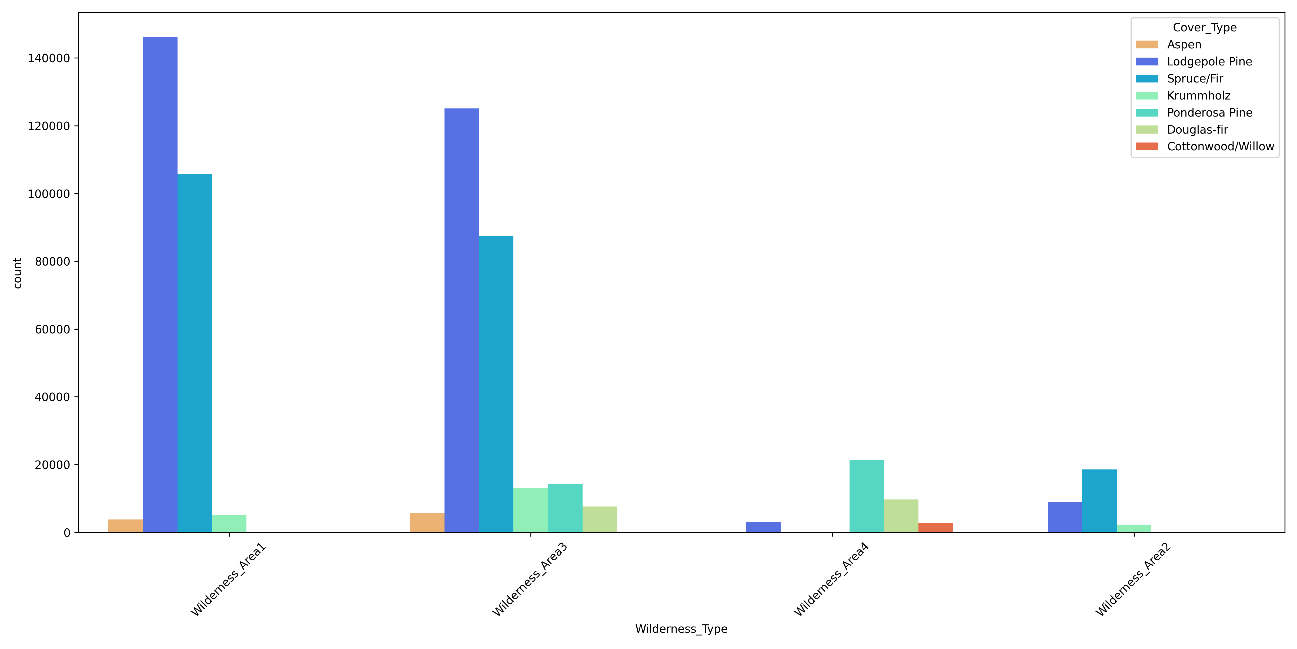 Cover_Type
Aspen
Lodgepole Pine
Spruce/Fir
Krummholz
Ponderosa Pine
Douglas-fir
Cottonwood/Willow
140000
120000
100000
80000
60000
40000
20000
0
count
Wilderness_Area1
Wilderness_Area3
Wilderness_Area4
Wilderness_Area2
Wilderness_Type